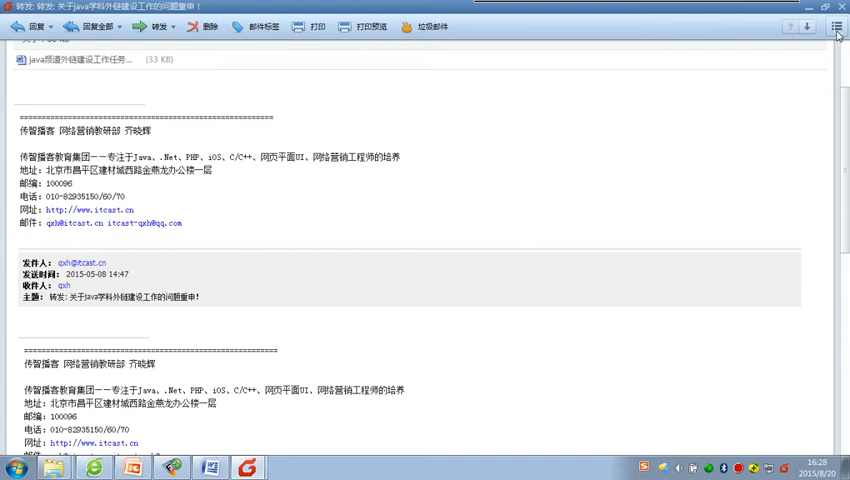 转发: 转发: 关于java学科外链建设工作的问题重申！
回复 回复全部 转发 删除 邮件标签 打印 打印预览 垃圾邮件
java频道外链建设工作任务... (33 KB)
传智播客 网络营销教研部 齐晓辉
传智播客教育集团——专注于Java、.Net、PHP、iOS、C/C++、网页平面UI、网络营销工程师的培养
地址: 北京市昌平区建材城西路金燕龙办公楼一层
邮编: 100096
电话: 010-82935150/60/70
网址: http://www.itcast.cn
邮件: qxh@itcast.cn itcast-qxh@qq.com
发件人: qxh@itcast.cn
发送时间: 2015-05-08 14:47
收件人: qxh
主题: 转发: 关于java学科外链建设工作的问题重申！
传智播客 网络营销教研部 齐晓辉
传智播客教育集团——专注于Java、.Net、PHP、iOS、C/C++、网页平面UI、网络营销工程师的培养
地址: 北京市昌平区建材城西路金燕龙办公楼一层
邮编: 100096
电话: 010-82935150/60/70
网址: http://www.itcast.cn
16:28
2015/8/20